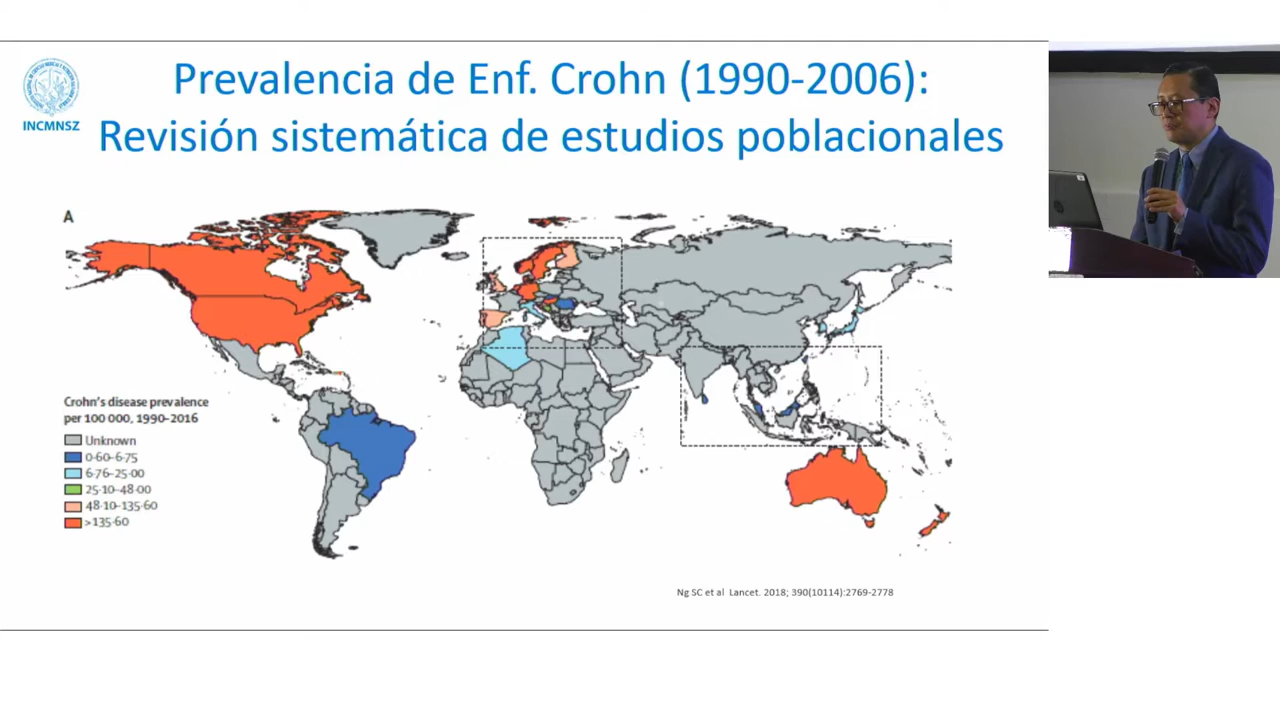 Prevalencia de Enf. Crohn (1990-2006):
INCMNSZ
Revisión sistemática de estudios poblacionales
A
Crohn's disease prevalence
per 100 000, 1990–2016
Unknown
0·60–6·75
6·76–25·00
25·10–48·00
48·10–135·60
>135·60
Ng SC et al Lancet. 2018; 390(10114):2769-2778